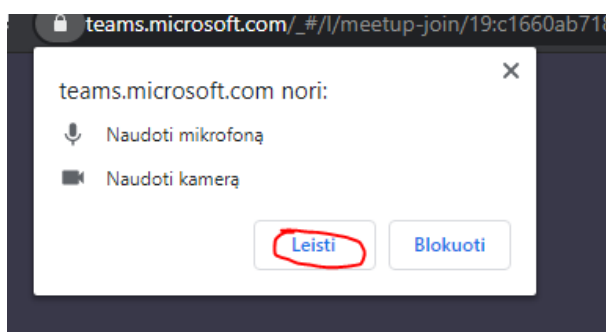 teams.microsoft.com/_#/l/meetup-join/19:c1660ab718
teams.microsoft.com nori:
Naudoti mikrofoną
Naudoti kamerą
Leisti Blokuoti